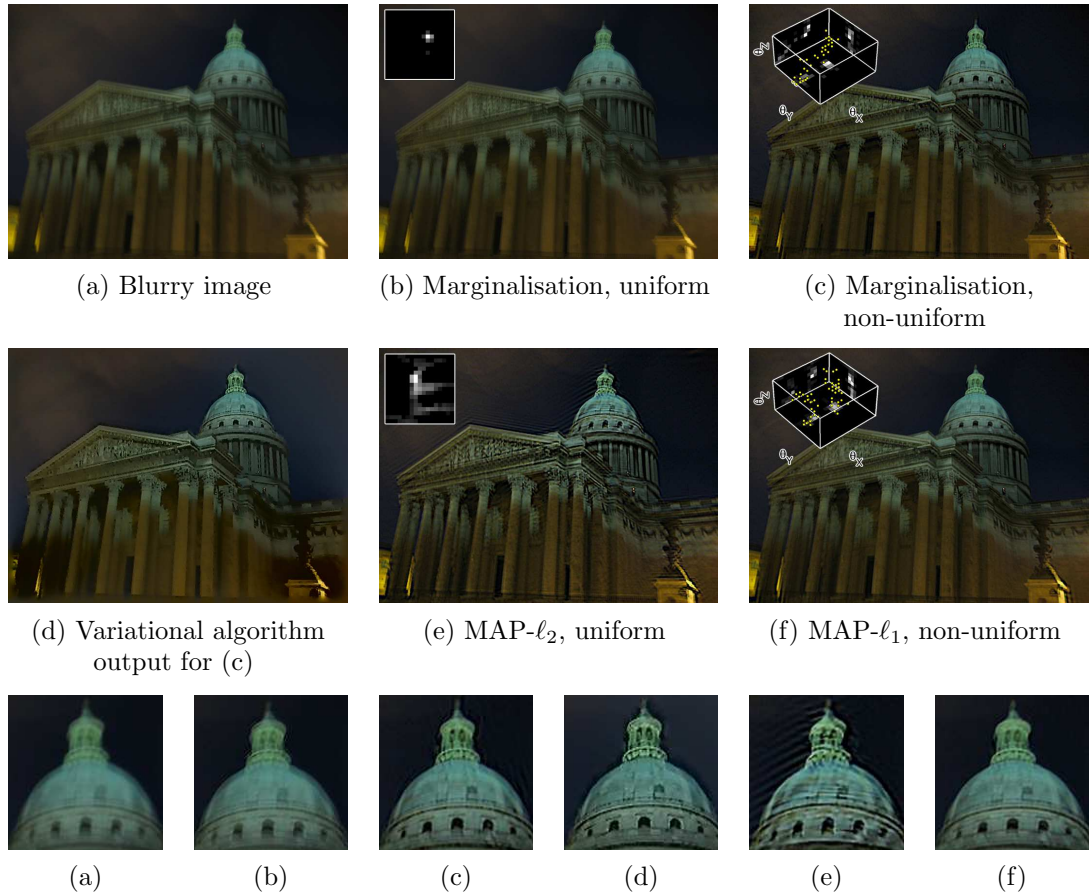 θZ
θY
θX
(a) Blurry image
(b) Marginalisation, uniform
(c) Marginalisation,
non-uniform
θZ
θY
θX
(d) Variational algorithm
output for (c)
(e) MAP-ℓ₂, uniform
(f) MAP-ℓ₁, non-uniform
(a)
(b)
(c)
(d)
(e)
(f)